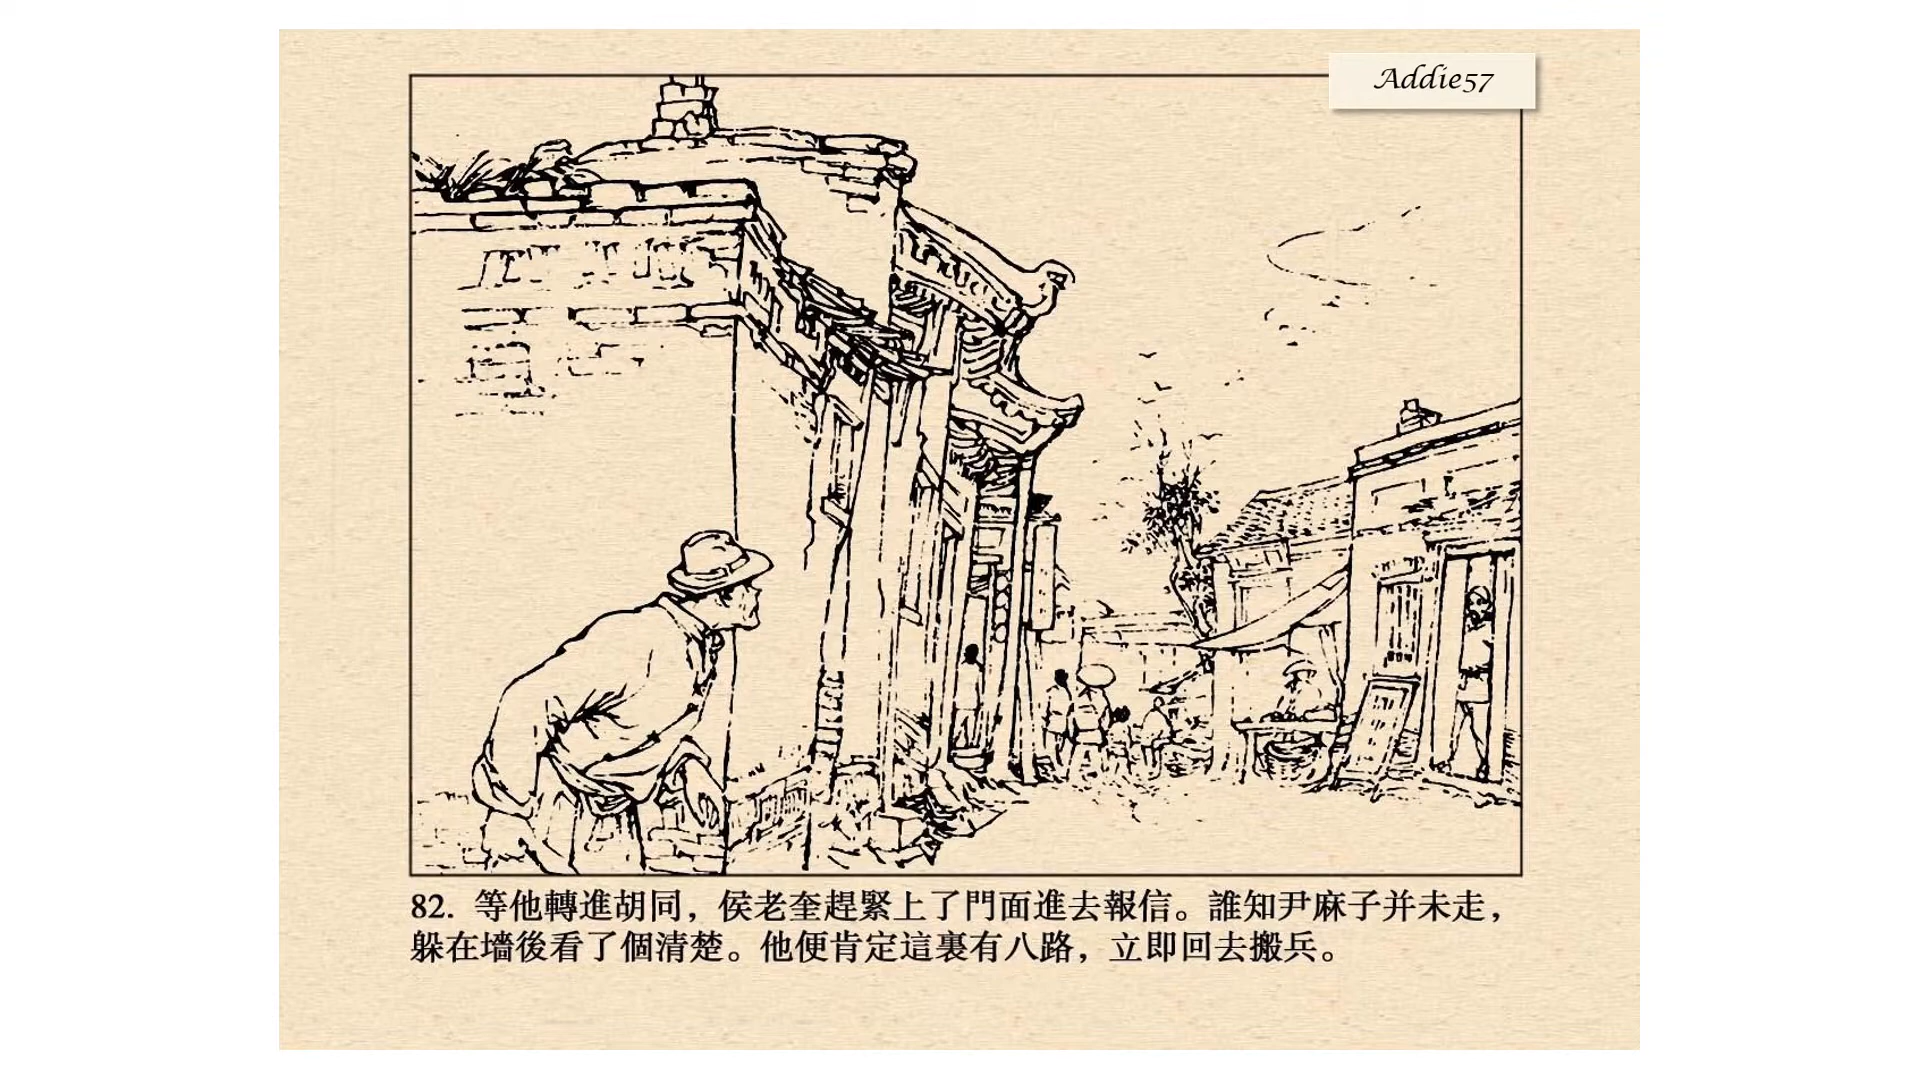 Addie57
82. 等他轉進胡同，侯老奎趕緊上了門面進去報信。誰知尹麻子并未走，
躲在墻後看了個清楚。他便肯定這裏有八路，立即回去搬兵。